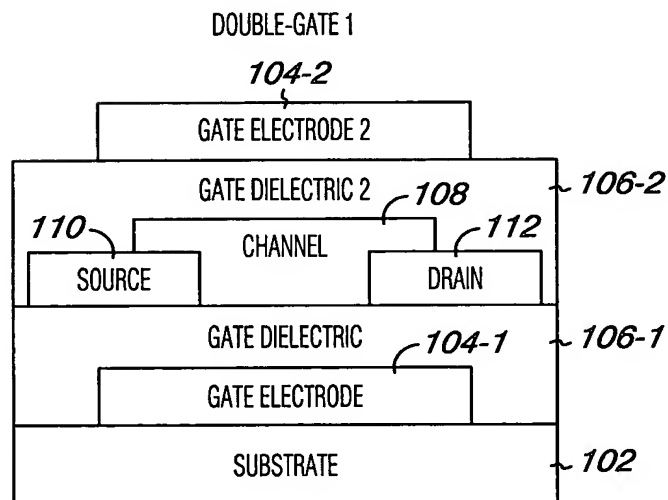 DOUBLE-GATE 1
104-2
GATE ELECTRODE 2
GATE DIELECTRIC 2
106-2
108
110
CHANNEL
112
SOURCE
DRAIN
GATE DIELECTRIC
106-1
104-1
GATE ELECTRODE
SUBSTRATE
102